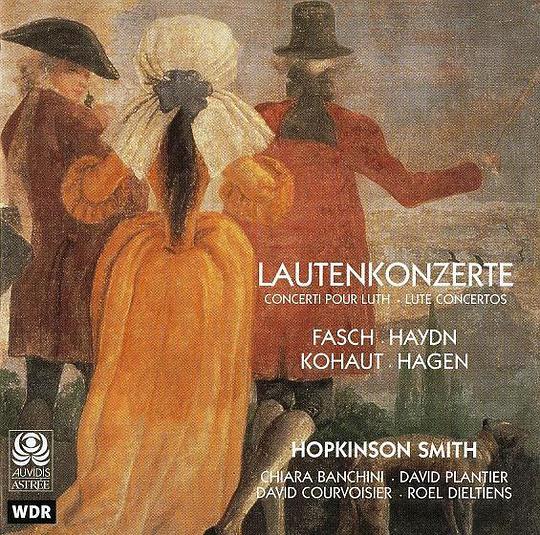 LAUTENKONZERTE
CONCERTI POUR LUTH · LUTE CONCERTOS
FASCH · HAYDN
KOHAUT · HAGEN
HOPKINSON SMITH
CHIARA BANCHINI · DAVID PLANTIER
DAVID COURVOISIER · ROEL DIELTIENS
AUVIDIS
ASTRÉE
WDR